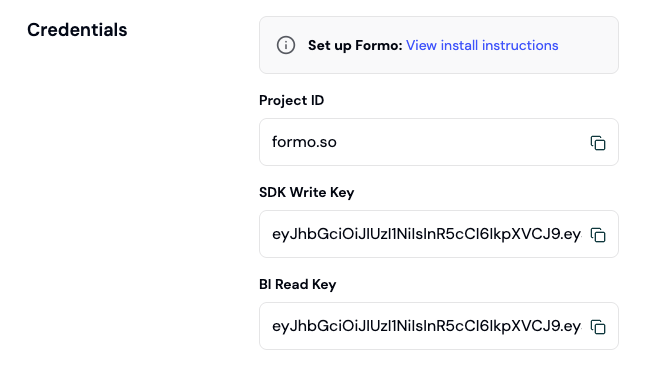 Credentials
Set up Formo: View install instructions
Project ID
formo.so
SDK Write Key
eyJhbGciOiJIUzI1NiIsInR5cCI6IkpXVCJ9.ey
BI Read Key
eyJhbGciOiJIUzI1NiIsInR5cCI6IkpXVCJ9.ey